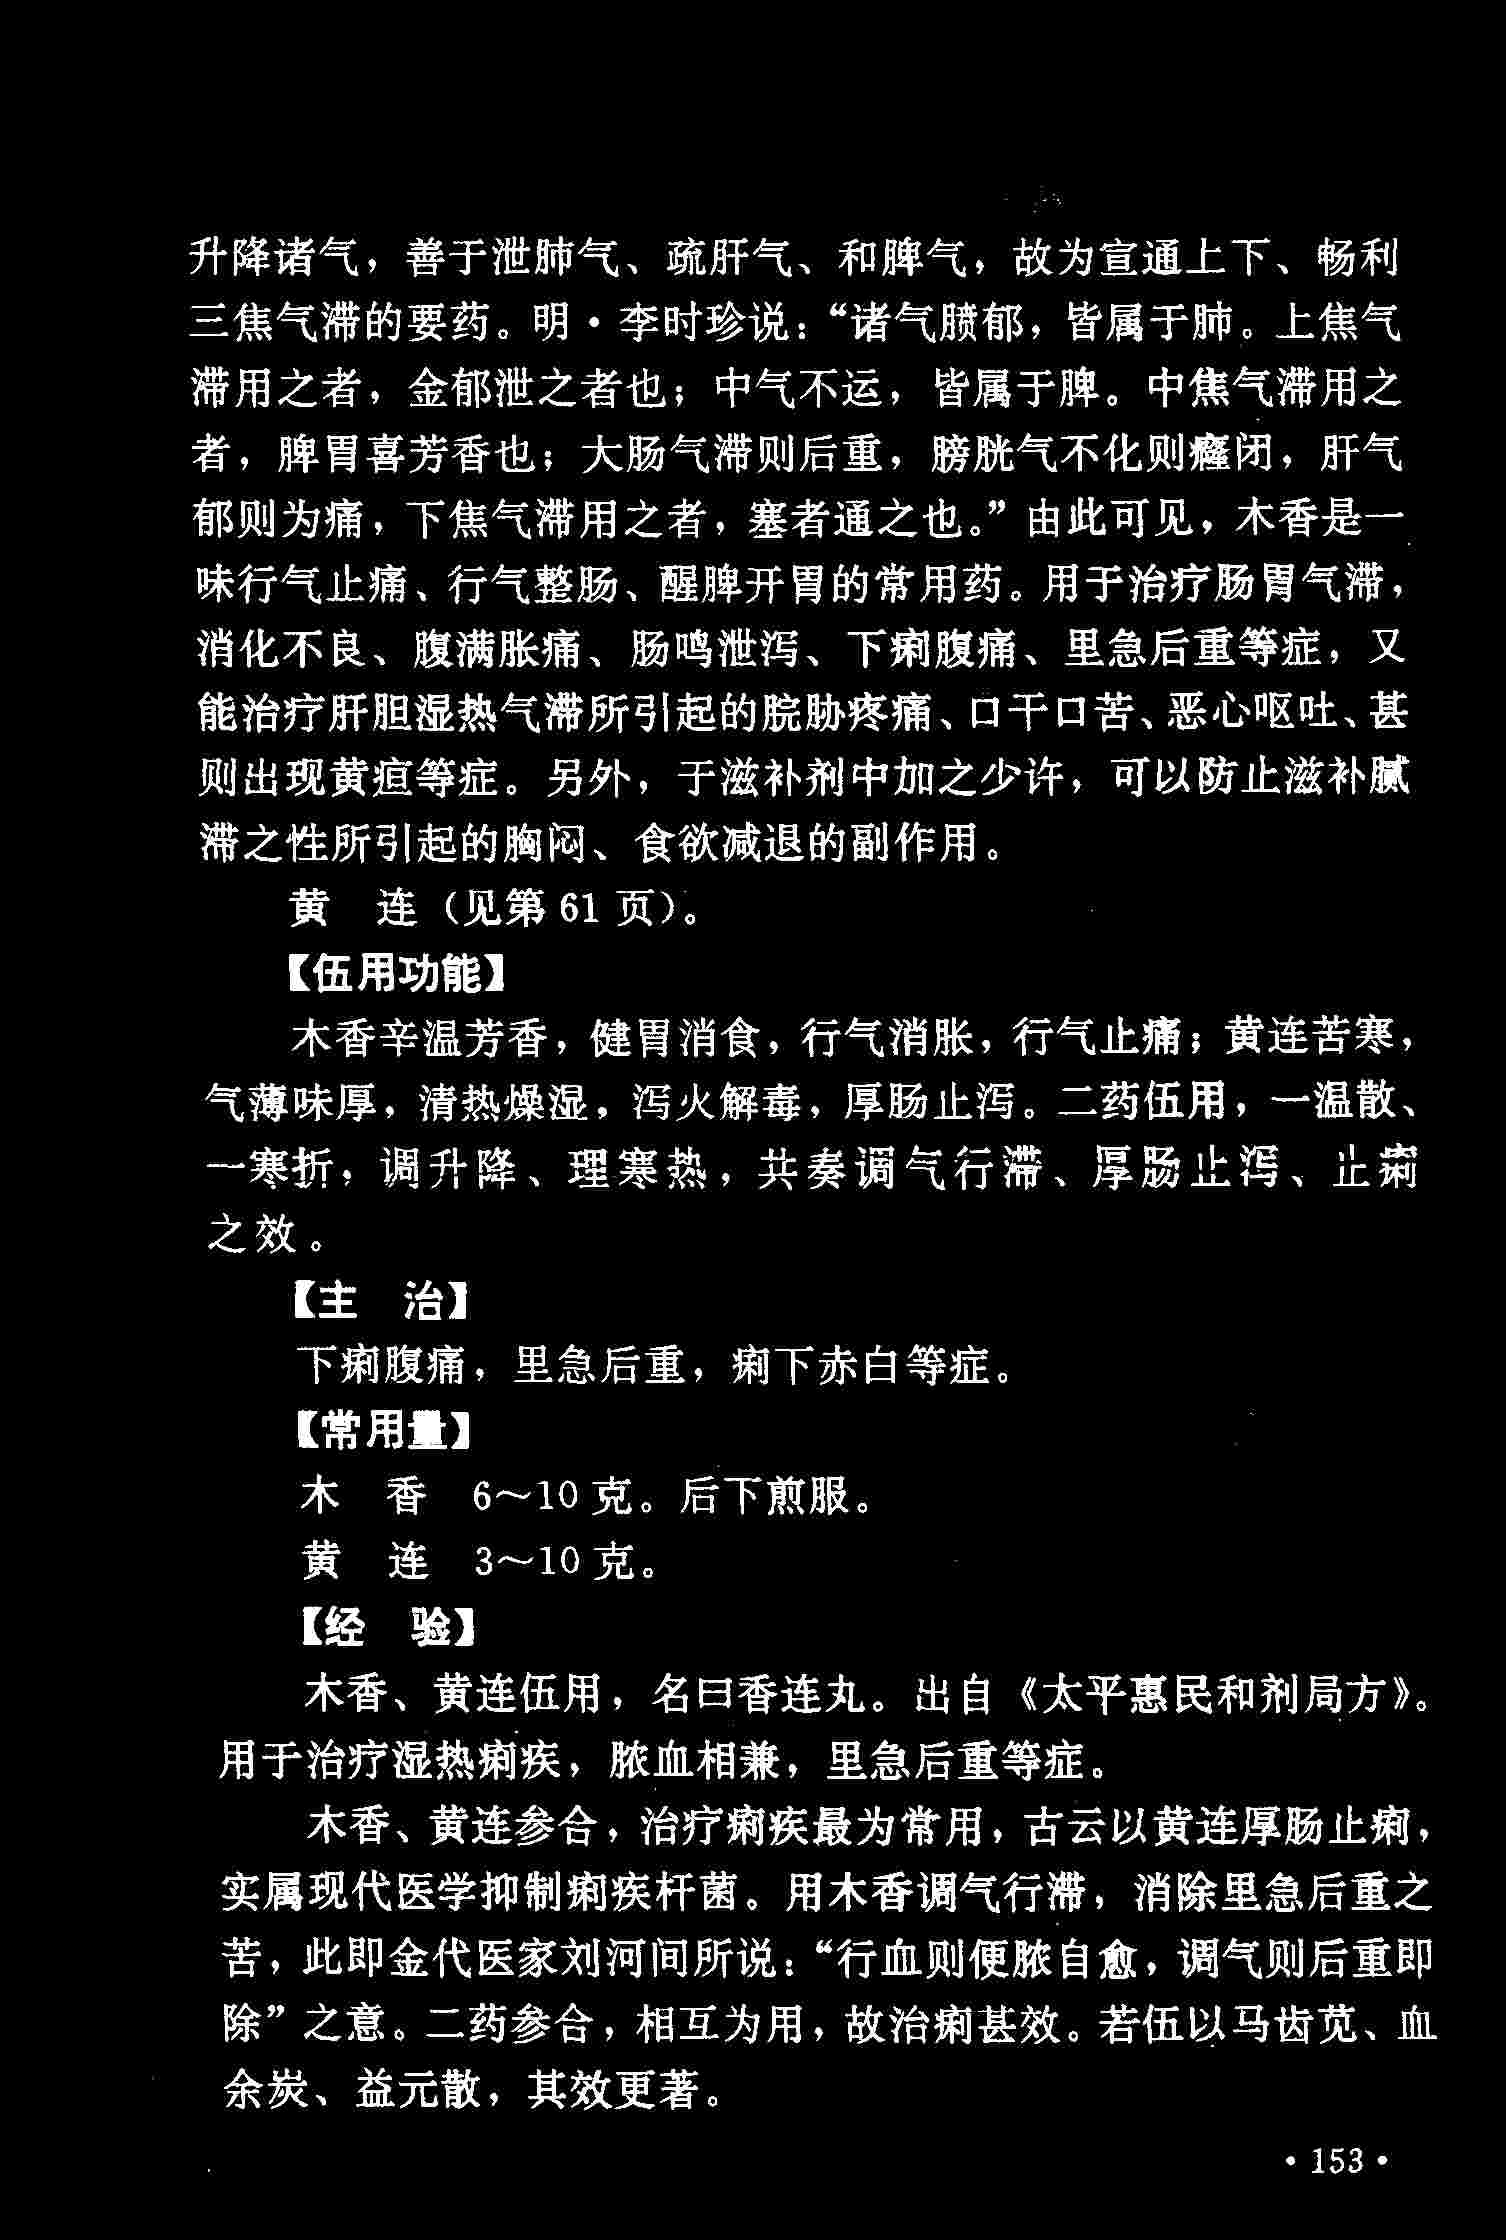 升降诸气，善于泄肺气、疏肝气、和脾气，故为宣通上下、畅利
三焦气滞的要药。明·李时珍说：“诸气膹郁，皆属于肺。上焦气
滞用之者，金郁泄之者也；中气不运，皆属于脾。中焦气滞用之
者，脾胃喜芳香也；大肠气滞则后重，膀胱气不化则癃闭，肝气
郁则为痛，下焦气滞用之者，塞者通之也。”由此可见，木香是一
味行气止痛、行气整肠、醒脾开胃的常用药。用于治疗肠胃气滞，
消化不良、腹满胀痛、肠鸣泄泻、下痢腹痛、里急后重等症，又
能治疗肝胆湿热气滞所引起的脘胁疼痛、口干口苦、恶心呕吐、甚
则出现黄疸等症。另外，于滋补剂中加之少许，可以防止滋补腻
滞之性所引起的胸闷、食欲减退的副作用。
黄　连（见第 61 页）。
【伍用功能】
木香辛温芳香，健胃消食，行气消胀，行气止痛；黄连苦寒，
气薄味厚，清热燥湿，泻火解毒，厚肠止泻。二药伍用，一温散、
一寒折，调升降、理寒热，共奏调气行滞、厚肠止泻、止痢
之效。
【主　治】
下痢腹痛，里急后重，痢下赤白等症。
【常用量】
木　香　6～10 克。后下煎服。
黄　连　3～10 克。
【经　验】
木香、黄连伍用，名曰香连丸。出自《太平惠民和剂局方》。
用于治疗湿热痢疾，脓血相兼，里急后重等症。
木香、黄连参合，治疗痢疾最为常用，古云以黄连厚肠止痢，
实属现代医学抑制痢疾杆菌。用木香调气行滞，消除里急后重之
苦，此即金代医家刘河间所说：“行血则便脓自愈，调气则后重即
除”之意。二药参合，相互为用，故治痢甚效。若伍以马齿苋、血
余炭、益元散，其效更著。
·153·